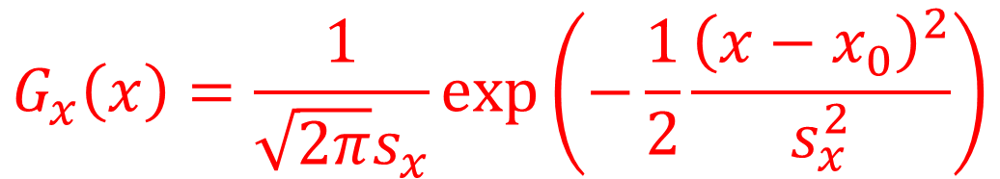 G_x(x) = \frac{1}{\sqrt{2\pi}s_x} \exp\left(-\frac{1}{2}\frac{(x - x_0)^2}{s_x^2}\right)